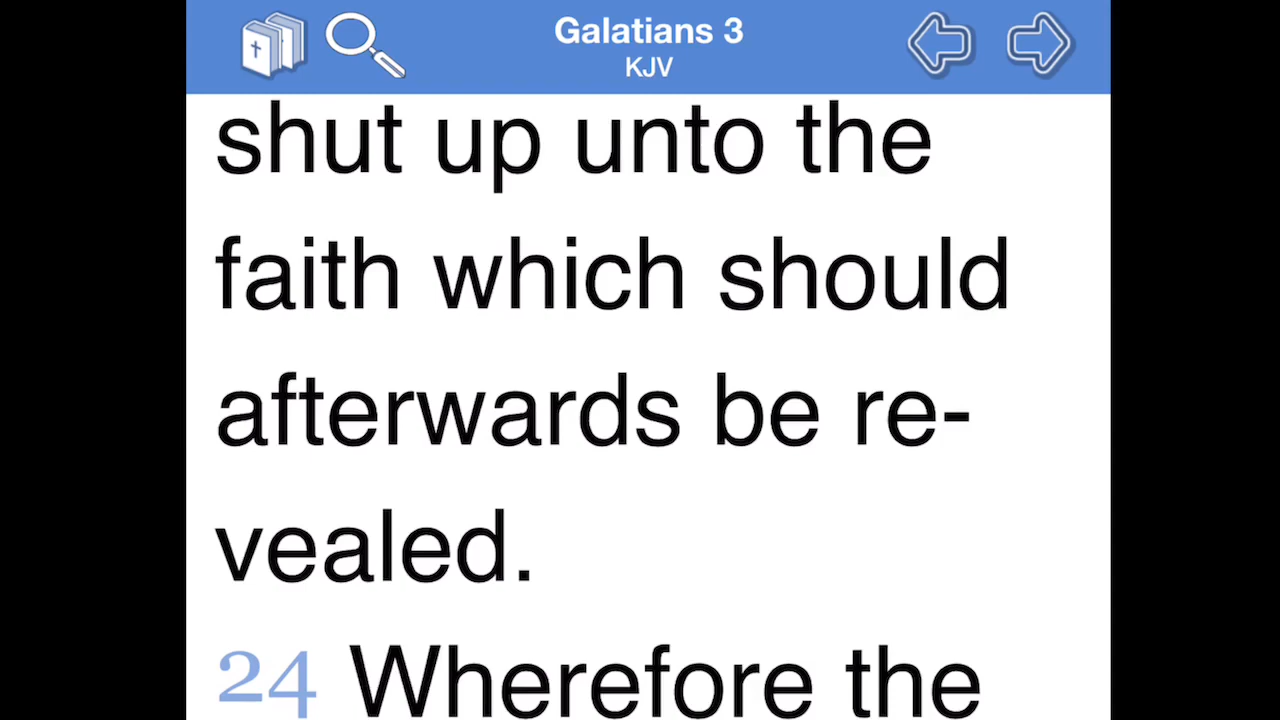 Galatians 3
KJV
shut up unto the
faith which should
afterwards be re-
vealed.
24 Wherefore the